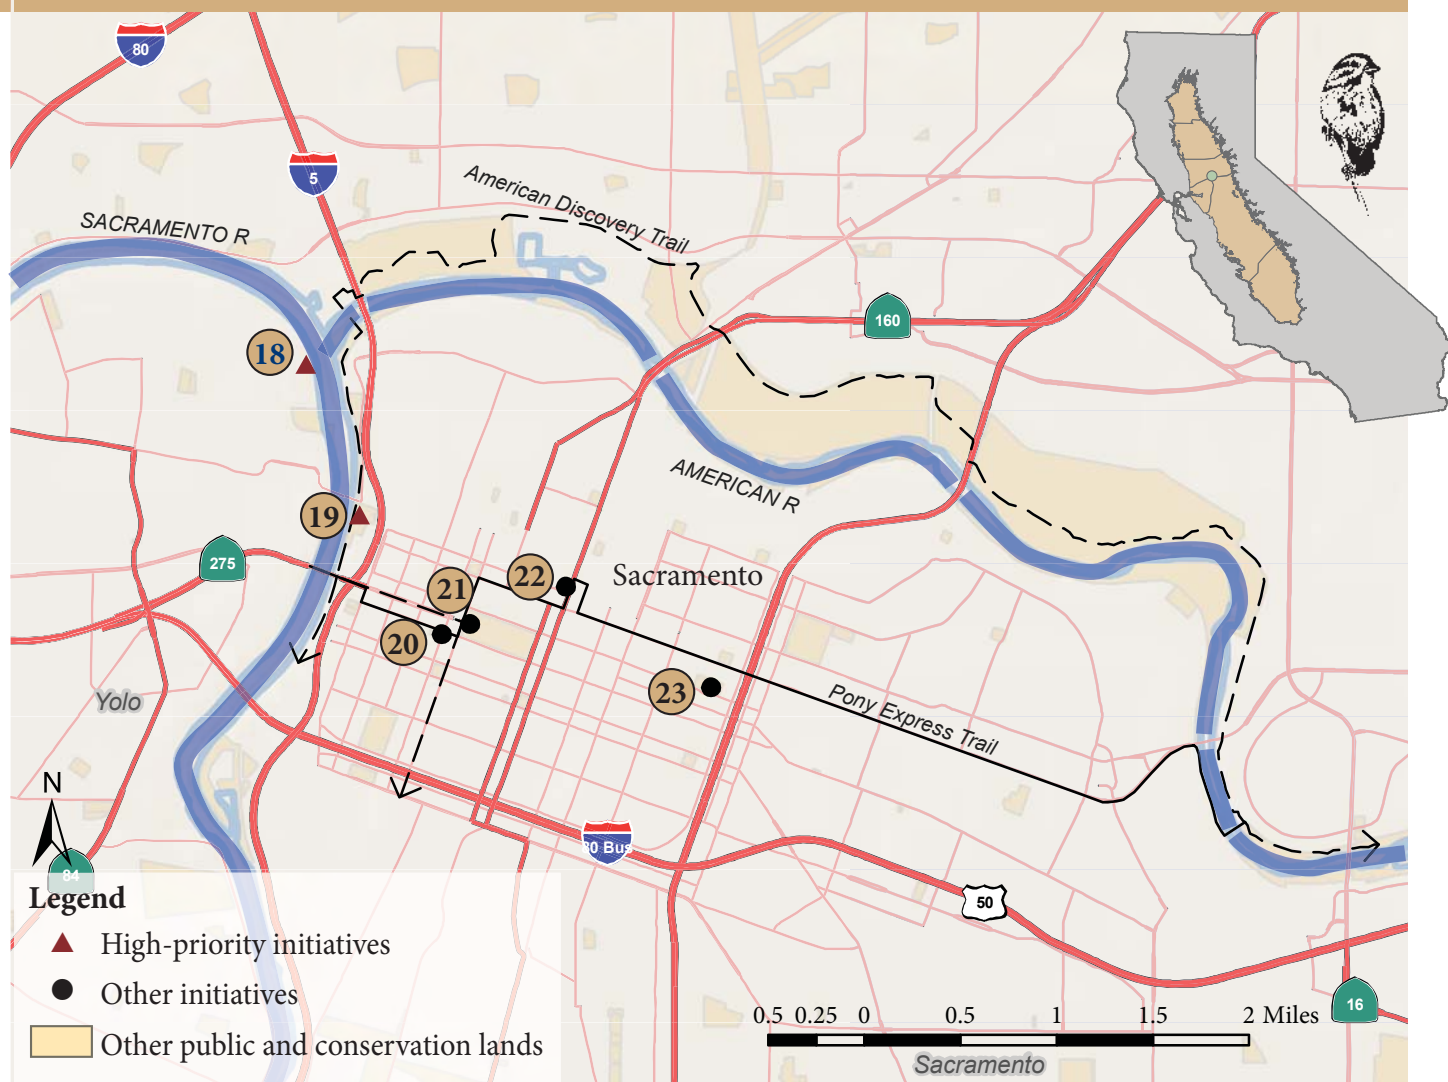 80
5
American Discovery Trail
SACRAMENTO R
160
18
AMERICAN R
19
275
21
22
Sacramento
20
23
Yolo
Pony Express Trail
N
84
80 Bus
50
Legend
High-priority initiatives
Other initiatives
Other public and conservation lands
0.5 0.25 0 0.5 1 1.5 2 Miles
16
Sacramento